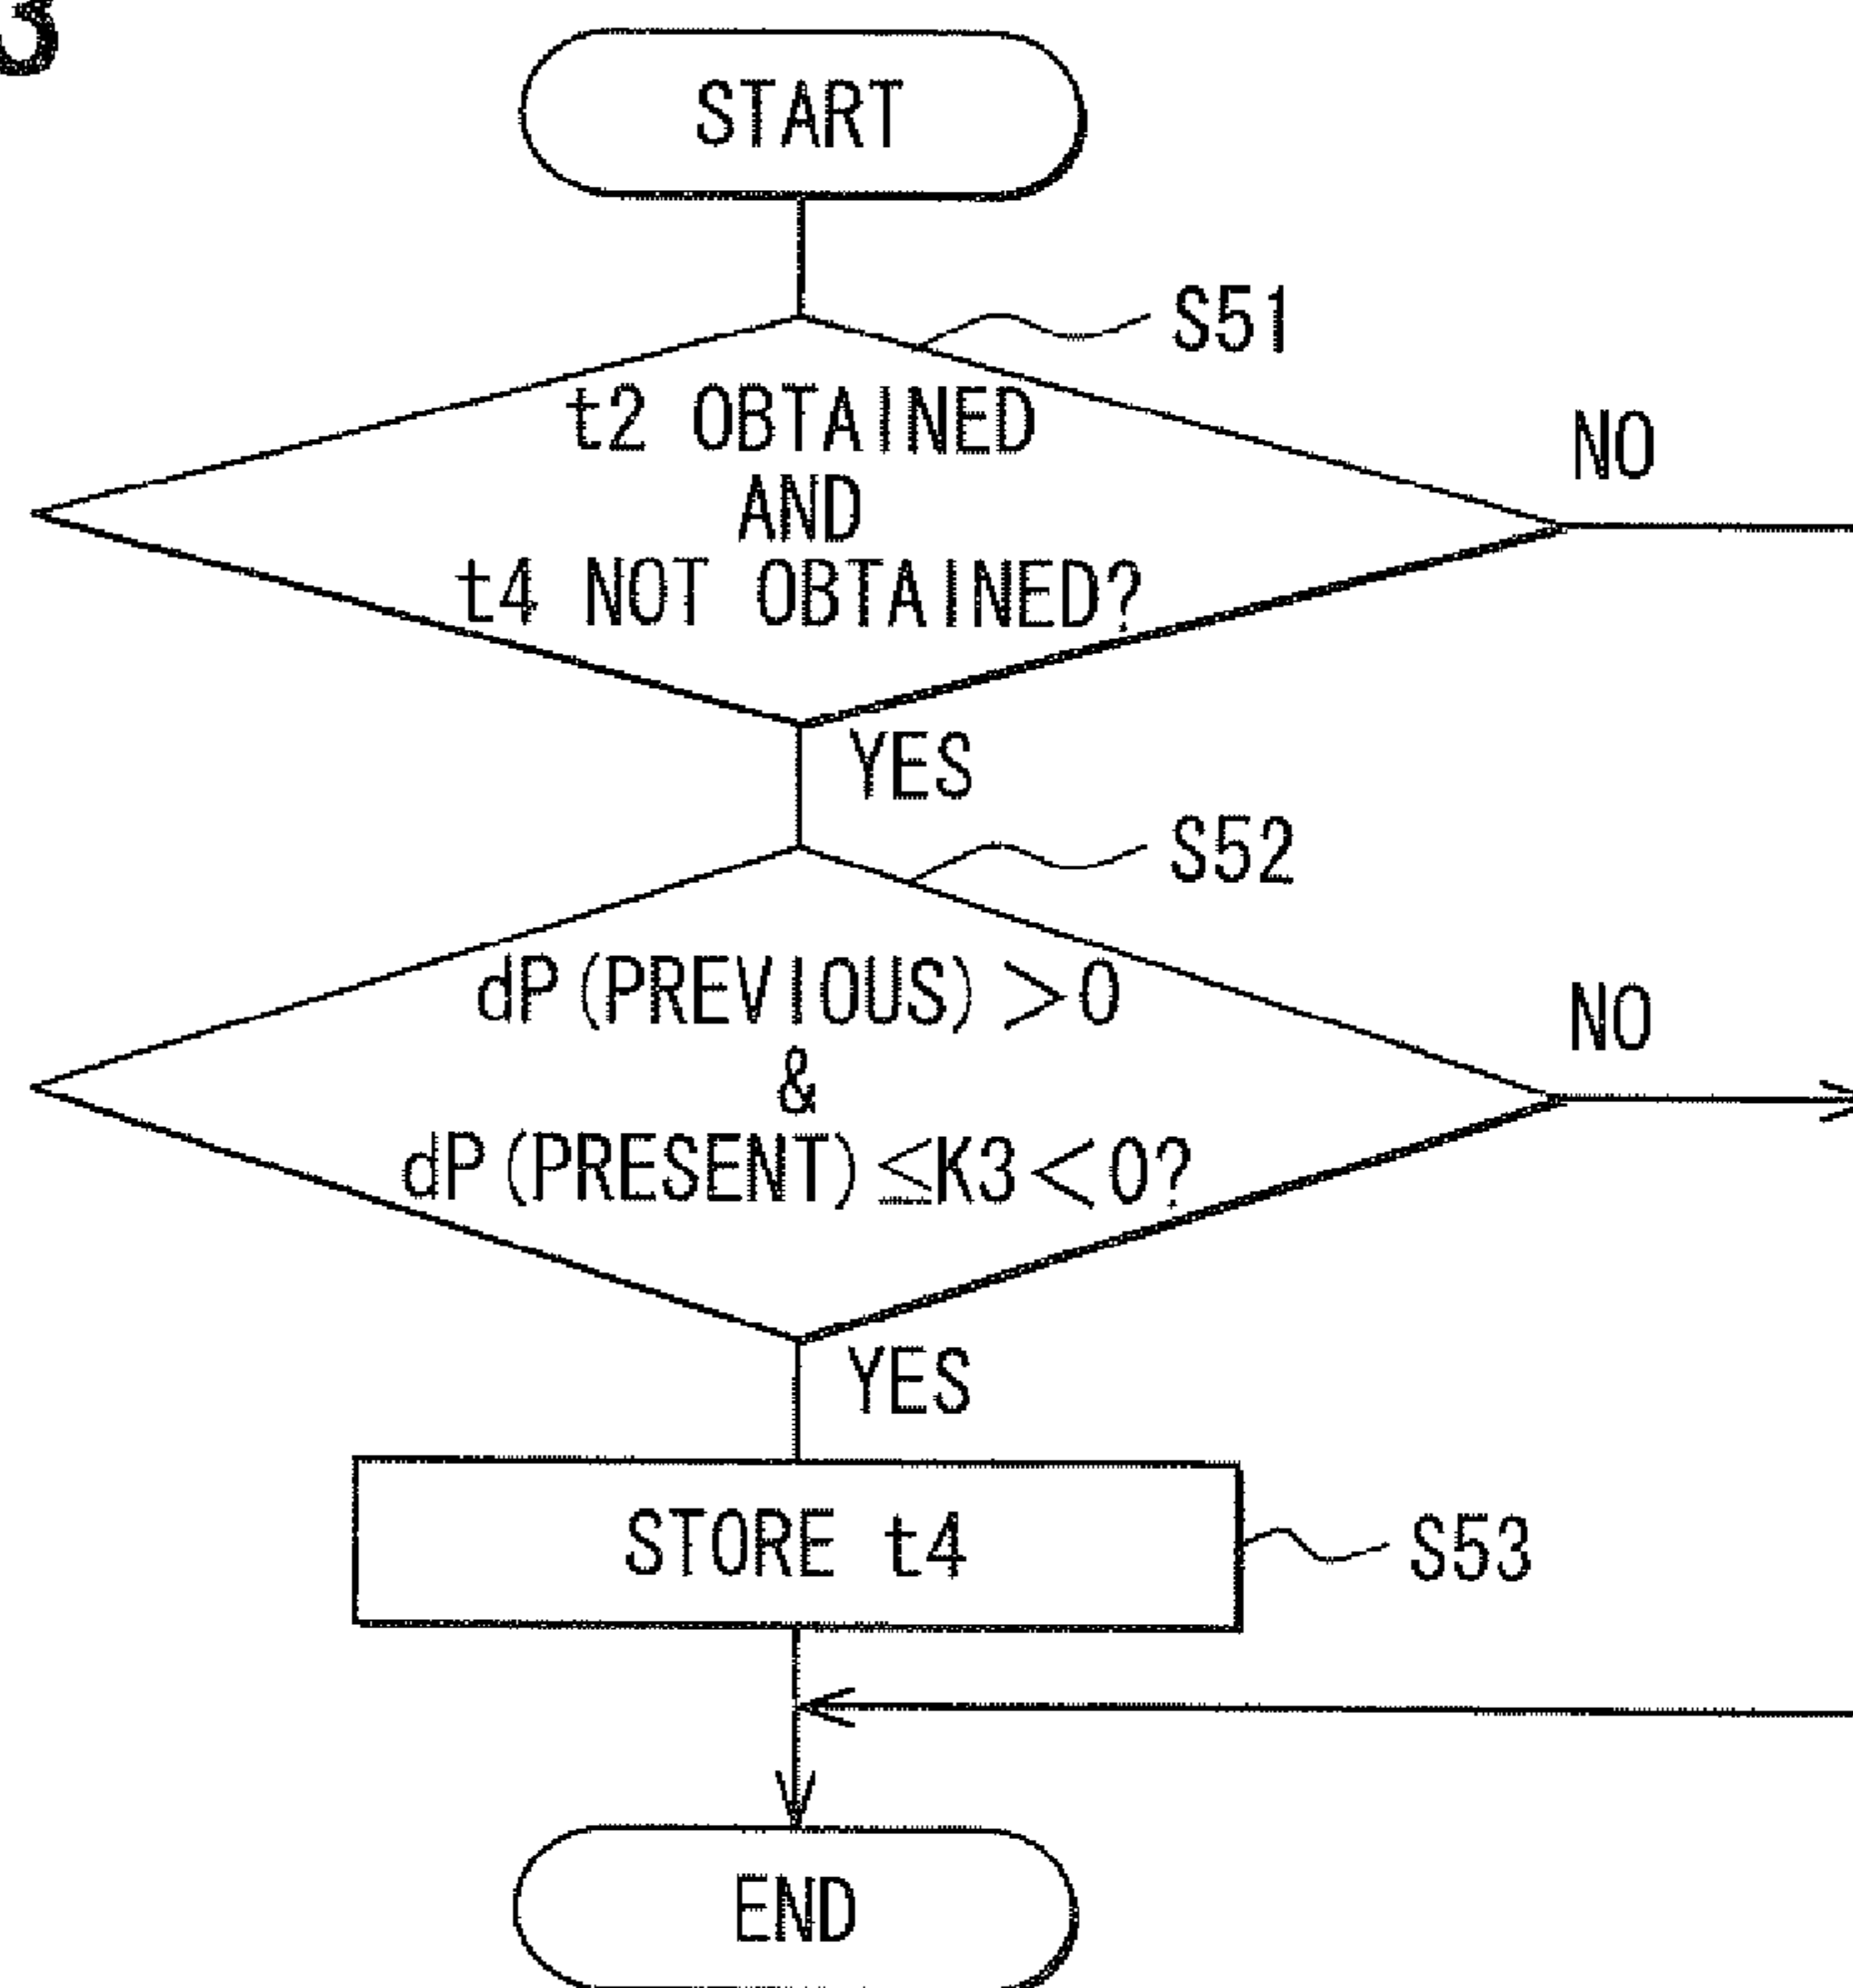 3
START
S51
t2 OBTAINED
AND
t4 NOT OBTAINED?
NO
YES
S52
dP(PREVIOUS)>0
&
dP(PRESENT)≤K3<0?
NO
YES
STORE t4
S53
END